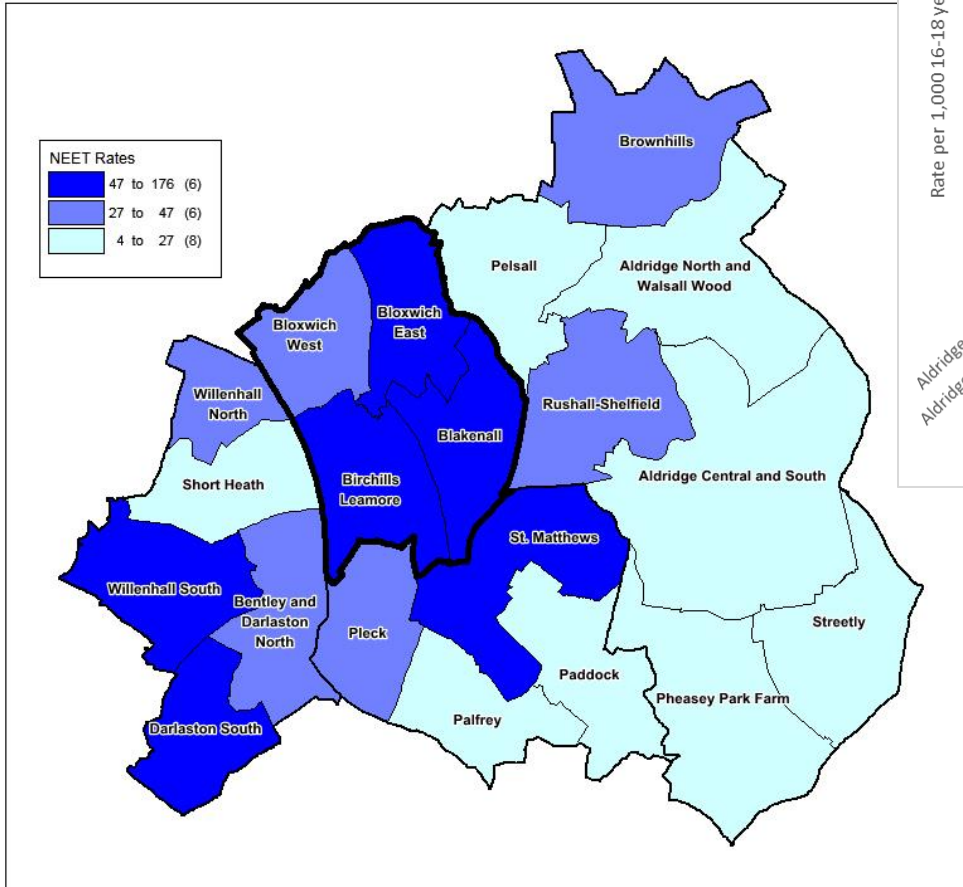 NEET Rates
47 to 176 (6)
27 to 47 (6)
4 to 27 (8)
Brownhills
Pelsall
Aldridge North and
Walsall Wood
Bloxwich
East
Bloxwich
West
Willenhall
North
Rushall-Shelfield
Blakenall
Short Heath
Birchills
Leamore
Aldridge Central and South
St. Matthews
Willenhall South
Bentley and
Darlaston
North
Pleck
Streetly
Paddock
Pheasey Park Farm
Palfrey
Darlaston South
Rate per 1,000 16-18 ye
Aldridge
Aldridge